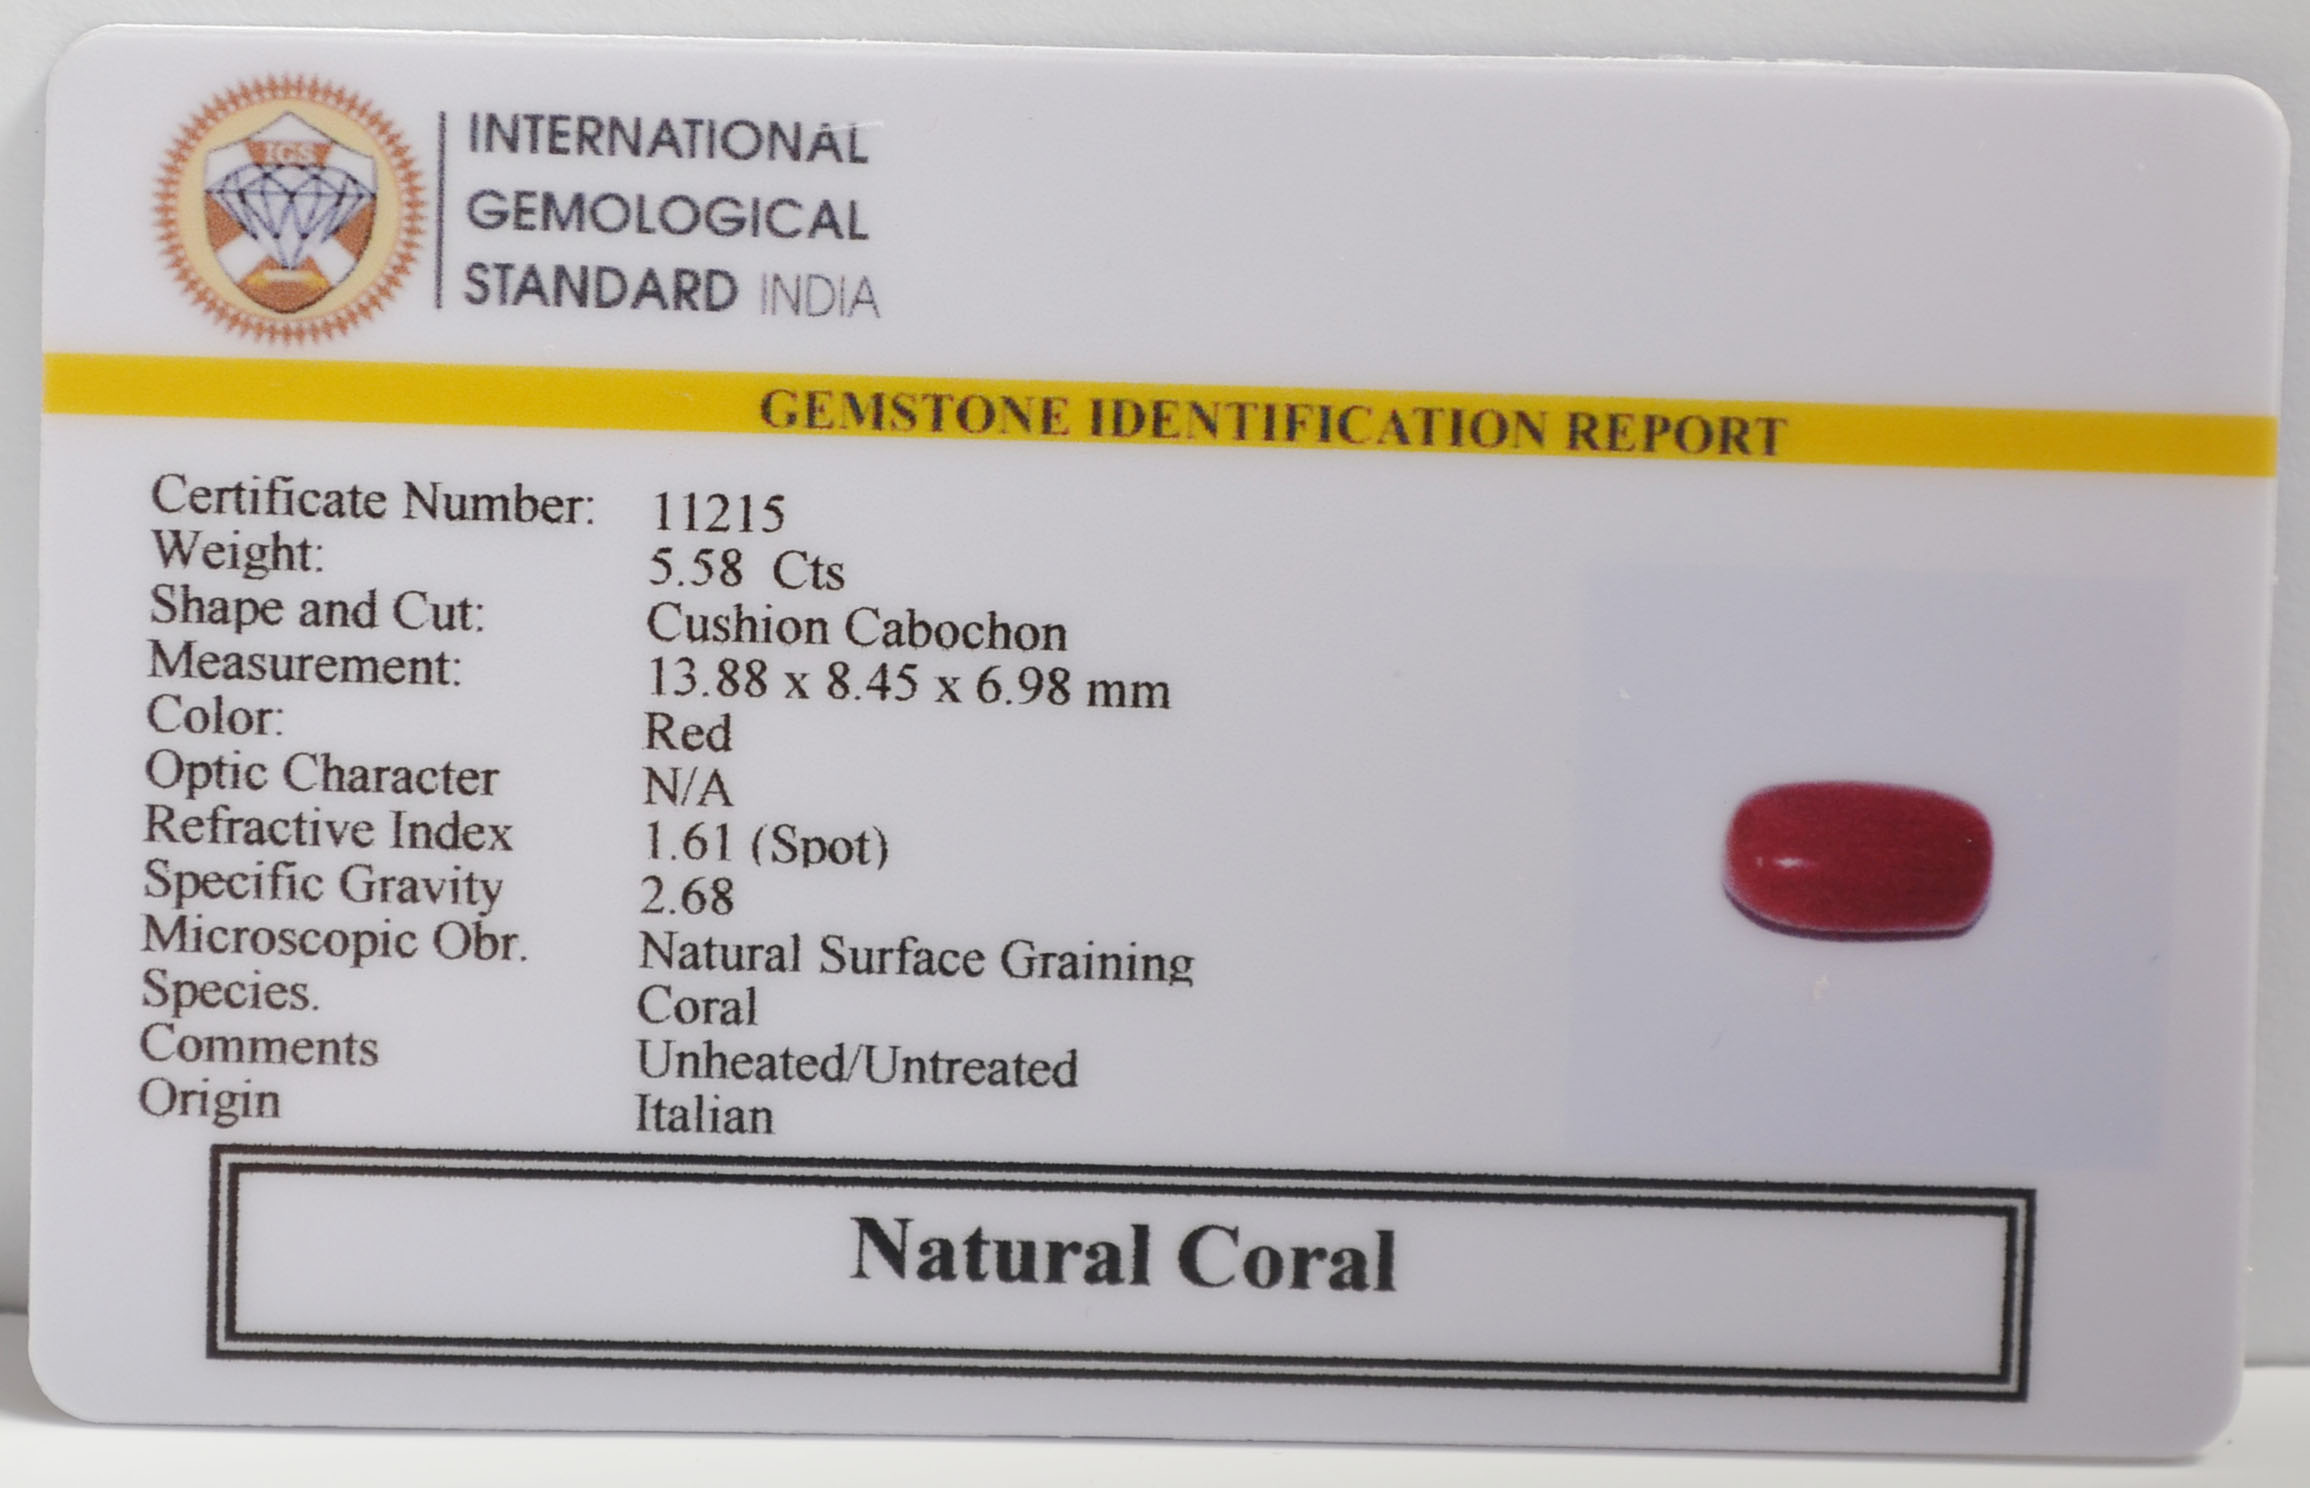 IGS
INTERNATIONAL
GEMOLOGICAL
STANDARD INDIA
GEMSTONE IDENTIFICATION REPORT
Certificate Number: 11215
Weight: 5.58 Cts
Shape and Cut: Cushion Cabochon
Measurement: 13.88 x 8.45 x 6.98 mm
Color: Red
Optic Character N/A
Refractive Index 1.61 (Spot)
Specific Gravity 2.68
Microscopic Obr. Natural Surface Graining
Species. Coral
Comments Unheated/Untreated
Origin Italian
Natural Coral